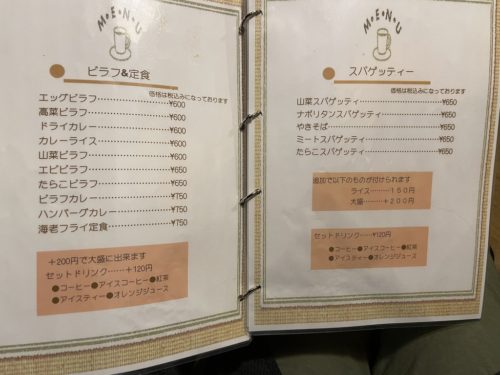 MENU
ピラフ&定食
価格は税込みになっております
エッグピラフ…………¥600
高菜ピラフ…………¥600
ドライカレー…………¥600
カレーライス…………¥600
山菜ピラフ…………¥600
エビピラフ…………¥650
たらこピラフ…………¥650
ピラフカレー…………¥750
ハンバーグカレー…………¥750
海老フライ定食…………¥750
+200円で大盛に出来ます
セットドリンク……+120円
●コーヒー●アイスコーヒー●紅茶
●アイスティー●オレンジジュース
MENU
スパゲッティー
価格は税込みになっております
山菜スパゲッティ…………¥650
ナポリタンスパゲッティ…………¥650
やきそば…………¥650
ミートスパゲッティ…………¥650
たらこスパゲッティ…………¥650
追加で以下のものが付けられます
ライス………150円
大盛………+200円
セットドリンク…¥120円
●コーヒー●アイスコーヒー●紅茶
●アイスティー●オレンジジュース